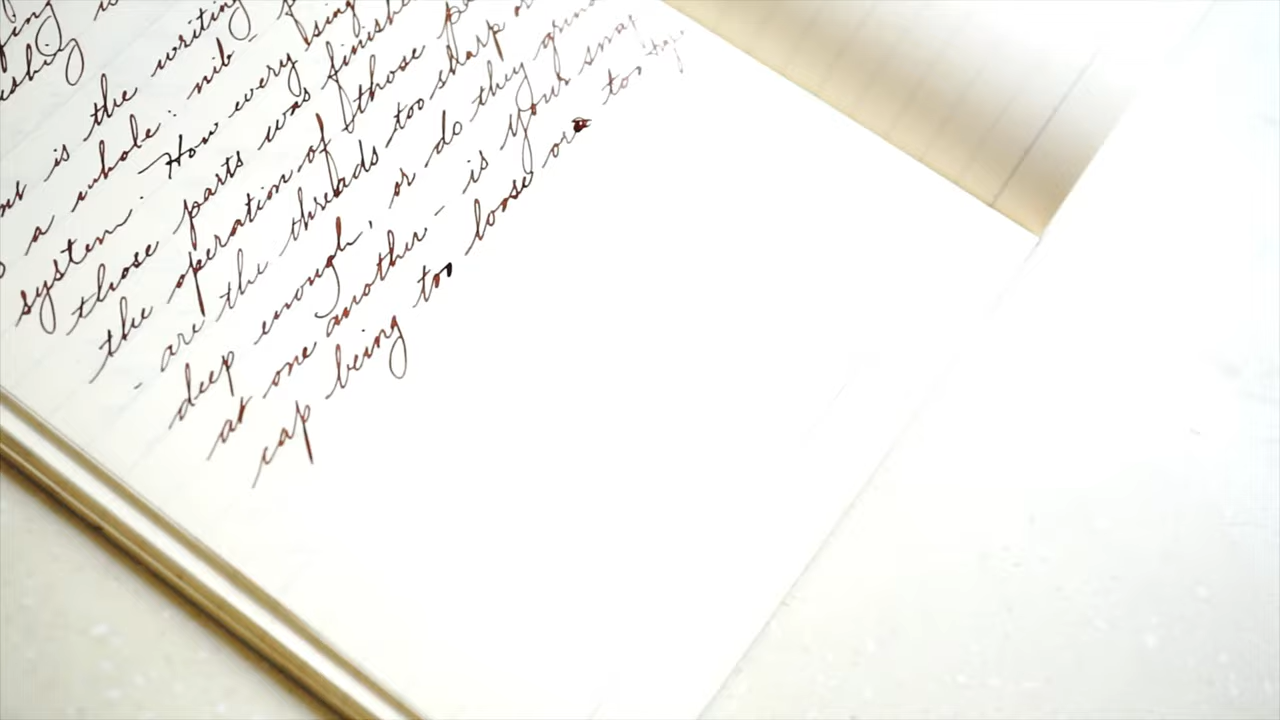 is the writing
a whole: nib -
system. How every
those parts was finished
the operation of those
- are the threads too sharp or
deep enough, or do they grind
at one another - is your snap
cap being too loose or too